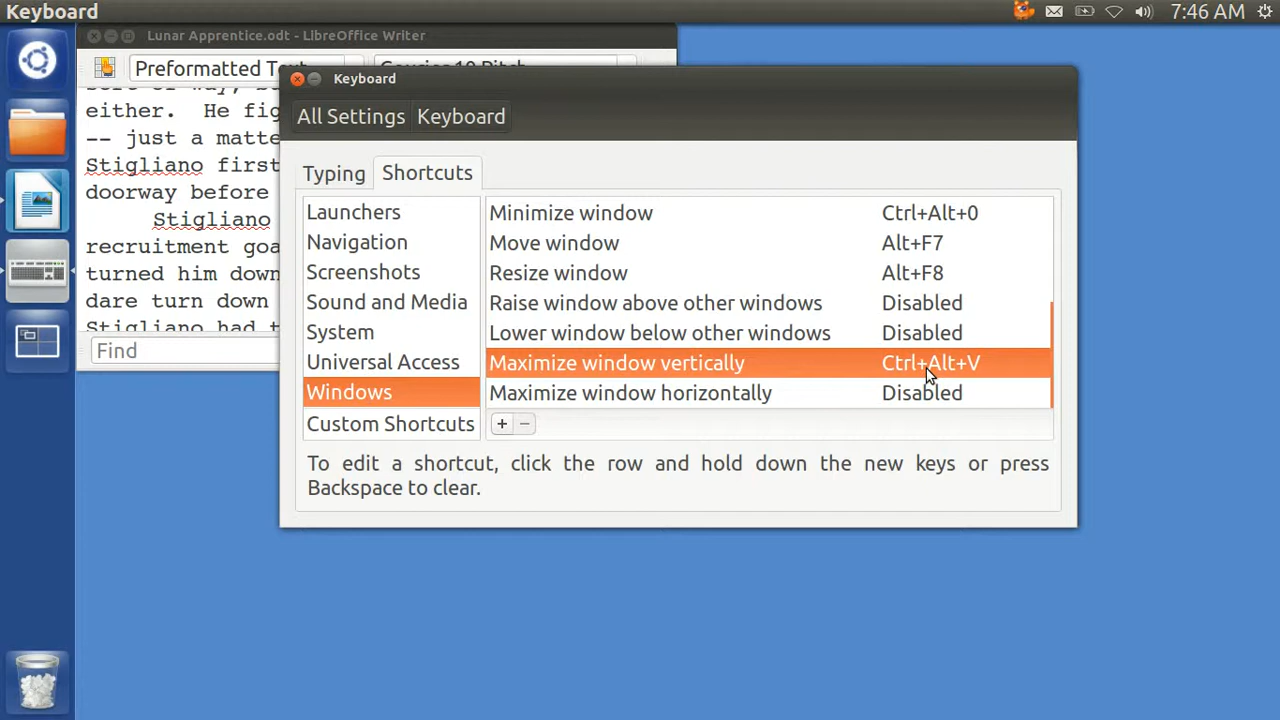 Keyboard
7:46 AM
Lunar Apprentice.odt - LibreOffice Writer
Preformatted
either. He fig
-- just a matte
Stigliano first
doorway before
Stigliano
recruitment goa
turned him down
dare turn down
Stigliano had t
Find
Keyboard
All Settings
Keyboard
Typing
Shortcuts
Launchers
Navigation
Screenshots
Sound and Media
System
Universal Access
Windows
Custom Shortcuts
Minimize window Ctrl+Alt+0
Move window Alt+F7
Resize window Alt+F8
Raise window above other windows Disabled
Lower window below other windows Disabled
Maximize window vertically Ctrl+Alt+V
Maximize window horizontally Disabled
+ −
To edit a shortcut, click the row and hold down the new keys or press
Backspace to clear.